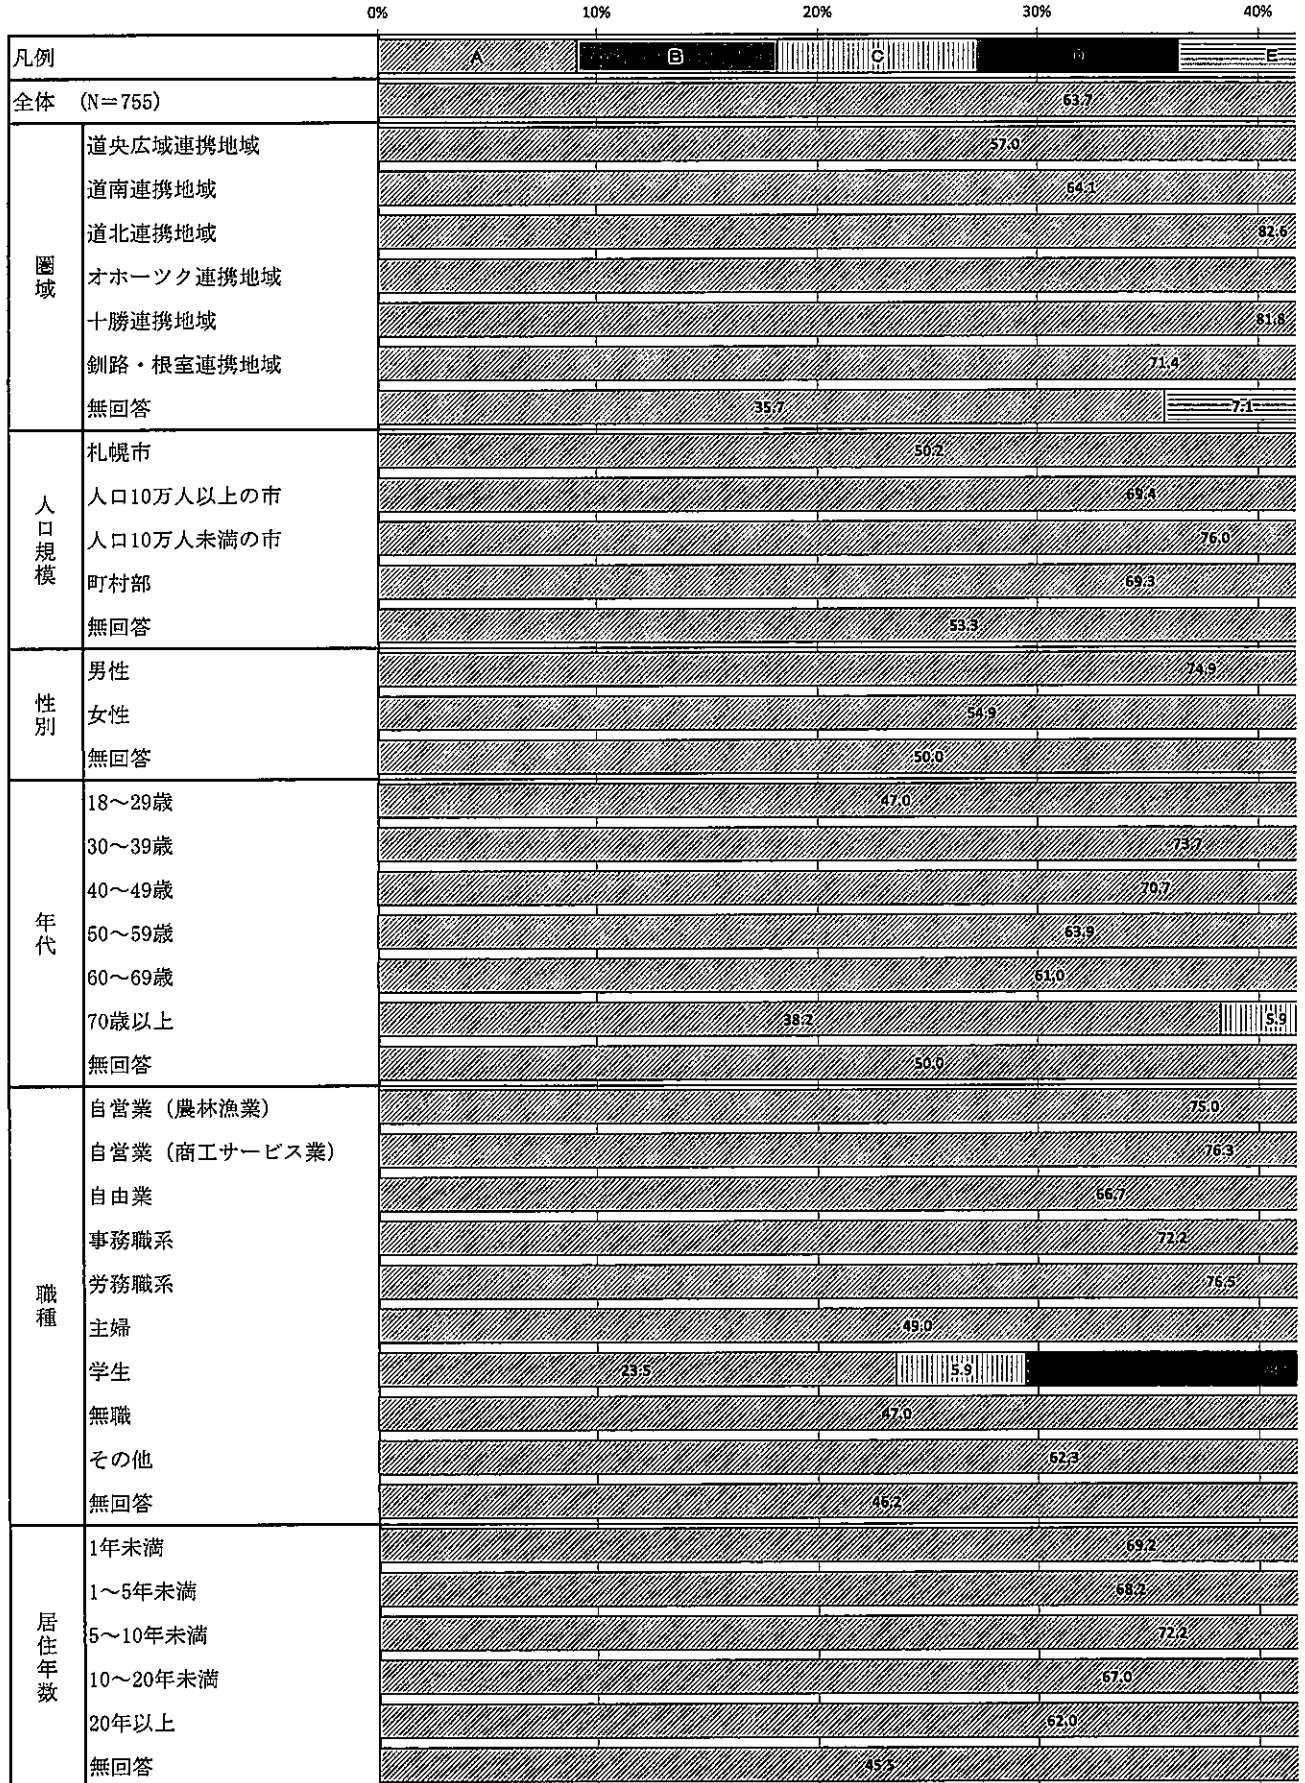 0% 10% 20% 30% 40%
凡例 A B C D E
全体 (N=755) 63.7
圏域
道央広域連携地域 57.0
道南連携地域 64.1
道北連携地域 82.6
オホーツク連携地域
十勝連携地域 81.8
釧路・根室連携地域 71.4
無回答 35.7 7.1
人口規模
札幌市 50.2
人口10万人以上の市 69.4
人口10万人未満の市 76.0
町村部 69.3
無回答 53.3
性別
男性 74.9
女性 54.9
無回答 50.0
年代
18～29歳 47.0
30～39歳 73.7
40～49歳 70.7
50～59歳 63.9
60～69歳 61.0
70歳以上 38.2 5.9
無回答 50.0
職種
自営業（農林漁業） 75.0
自営業（商工サービス業） 76.3
自由業 66.7
事務職系 72.2
労務職系 76.5
主婦 49.0
学生 23.5 5.9
無職 47.0
その他 62.3
無回答 46.2
居住年数
1年未満 69.2
1～5年未満 68.2
5～10年未満 72.2
10～20年未満 67.0
20年以上 62.0
無回答 45.5